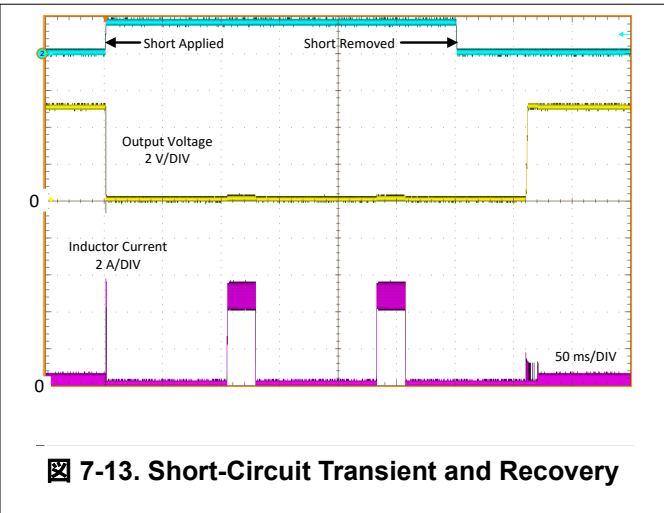 2
Short Applied
Short Removed
Output Voltage
2 V/DIV
0
Inductor Current
2 A/DIV
50 ms/DIV
0
図 7-13. Short-Circuit Transient and Recovery